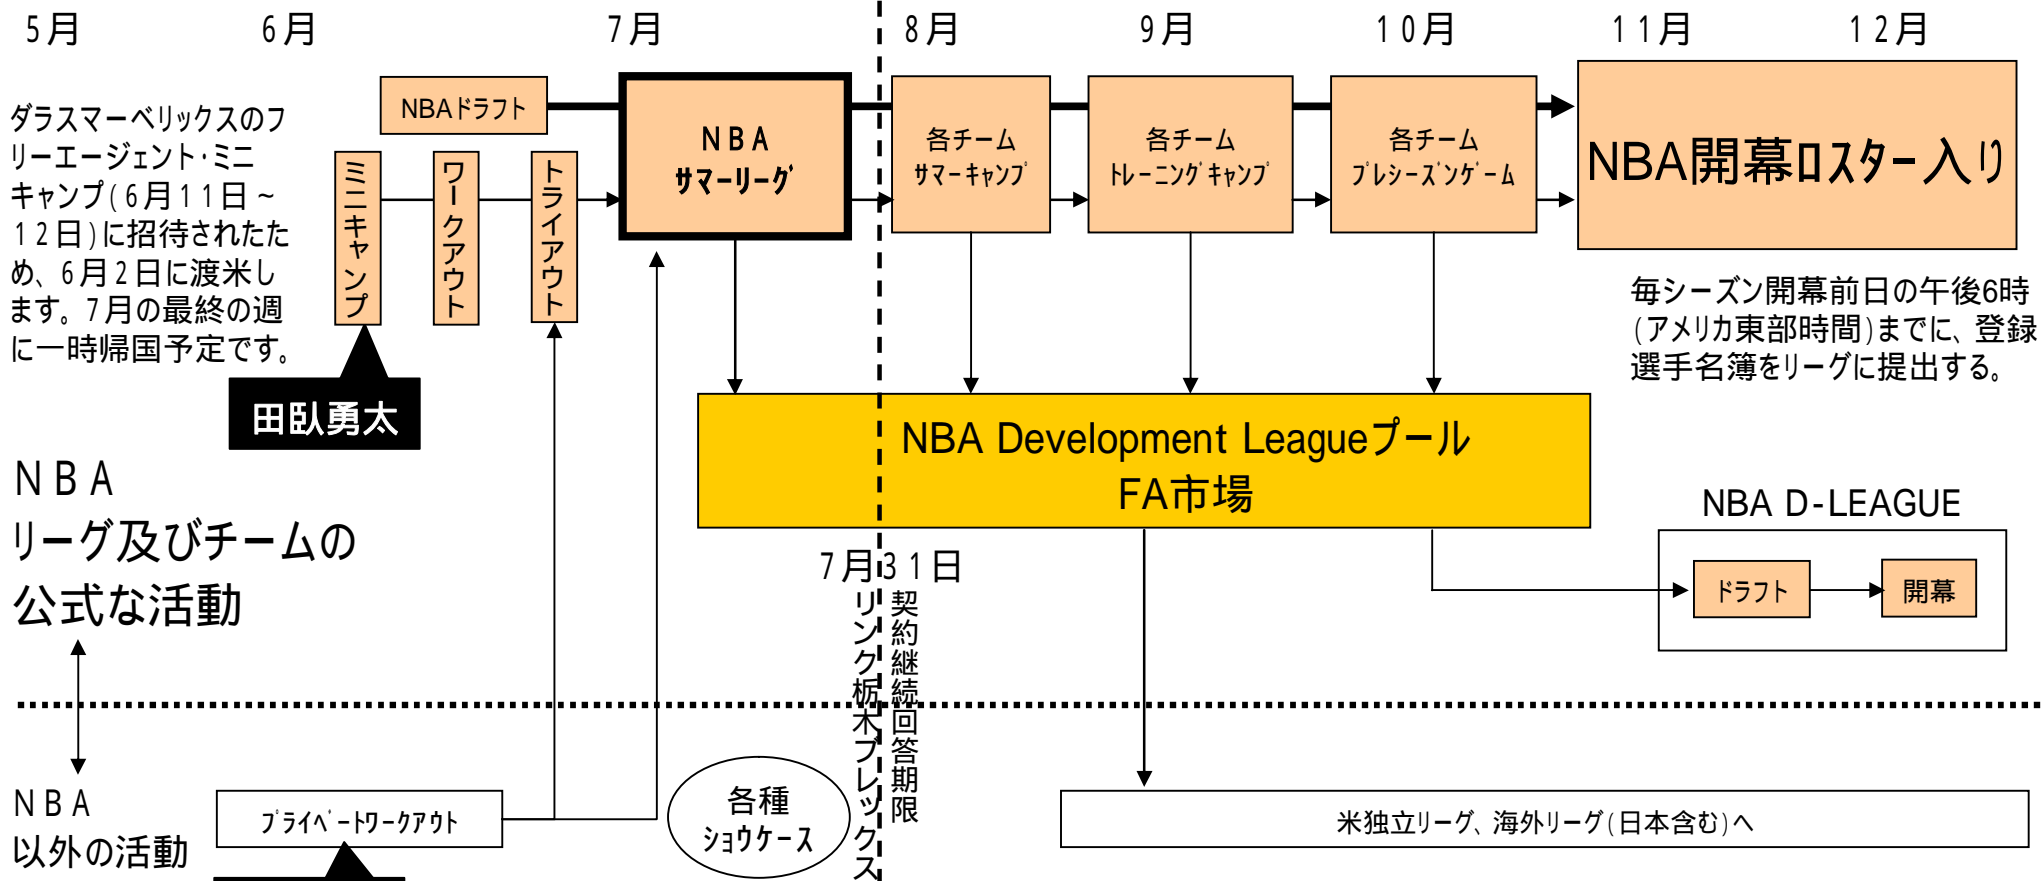 5月 6月 7月 8月 9月 10月 11月 12月
ダラスマーベリックスのフ
リーエージェント・ミニ
キャンプ(6月11日~
12日)に招待されたた
め、6月2日に渡米し
ます。7月の最終の週
に一時帰国予定です。
NBAドラフト
ミニキャンプ
ワークアウト
トライアウト
NBA
サマーリーグ
各チーム
サマーキャンプ
各チーム
トレーニングキャンプ
各チーム
プレシーズンゲーム
NBA開幕ロスター入り
毎シーズン開幕前日の午後6時
(アメリカ東部時間)までに、登録
選手名簿をリーグに提出する。
田臥勇太
NBA Development Leagueプール
FA市場
NBA
リーグ及びチームの
公式な活動
NBA D-LEAGUE
ドラフト
開幕
7月31日
リンク栃木ブレックス
契約継続回答期限
NBA
以外の活動
プライベートワークアウト
各種
ショウケース
米独立リーグ、海外リーグ(日本含む)へ